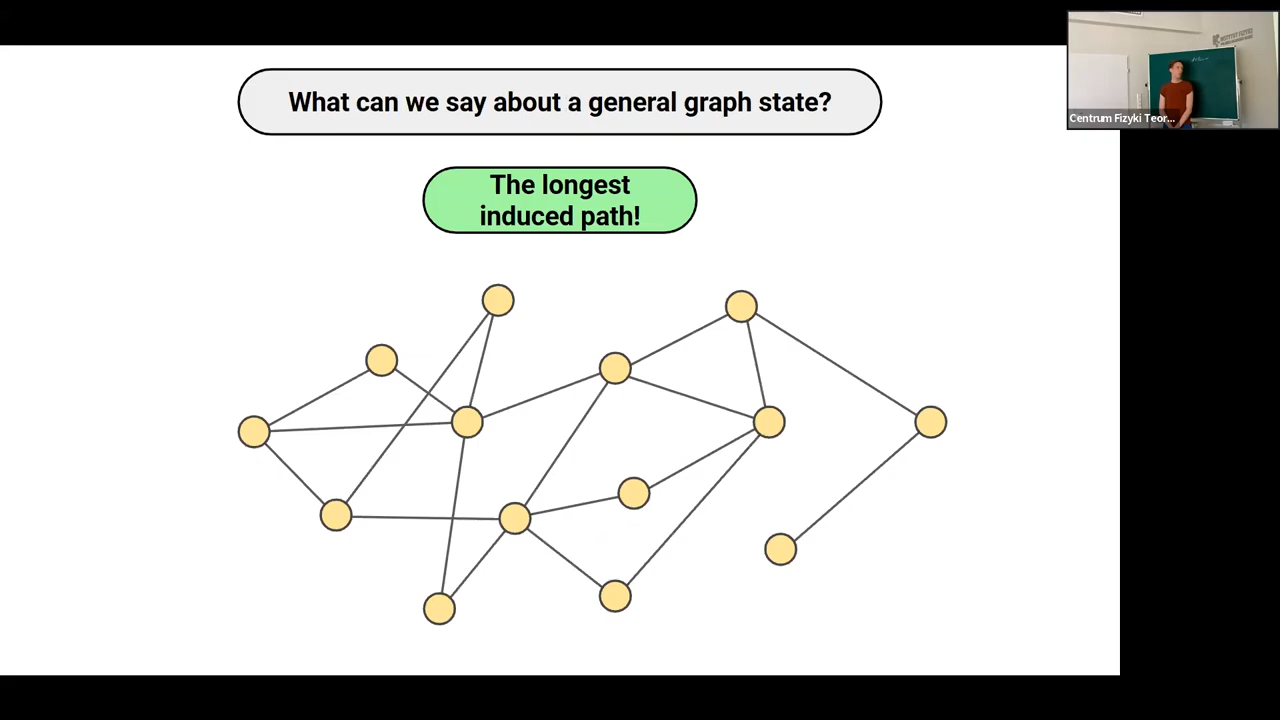 What can we say about a general graph state?
The longest
induced path!
Centrum Fizyki Teor...